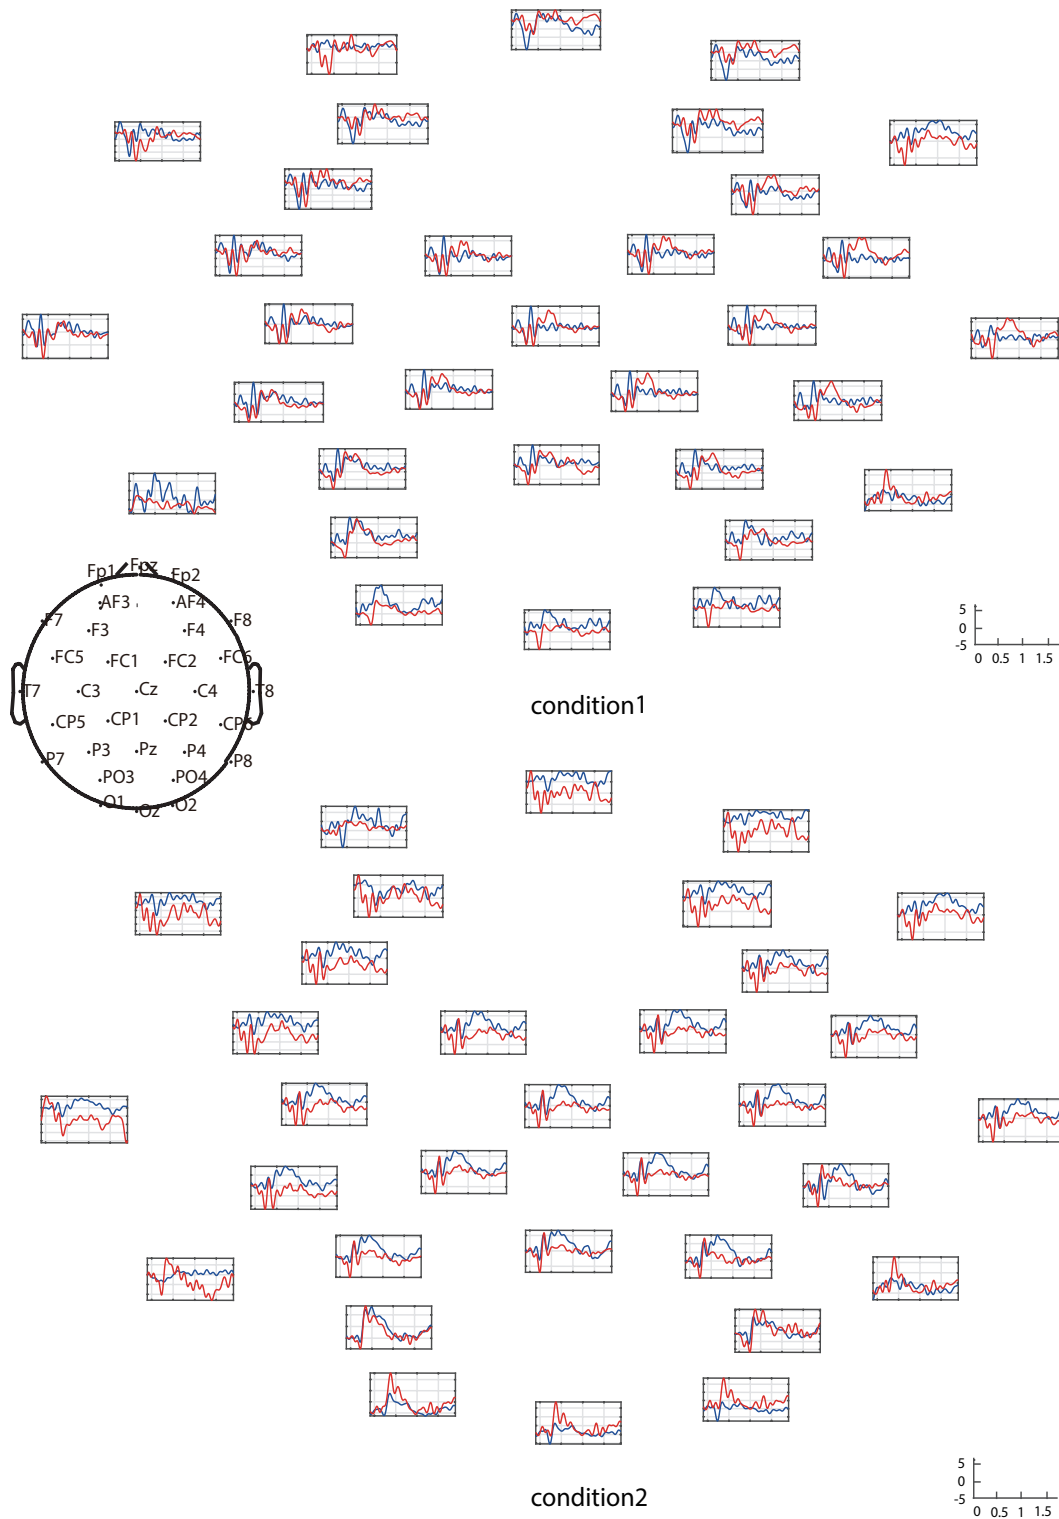 Fp1 Fpz Fp2
AF3 AF4
F7 F3 F4 F8
FC5 FC1 FC2 FC6
T7 C3 Cz C4 T8
CP5 CP1 CP2 CP6
P7 P3 Pz P4 P8
PO3 PO4
O1 Oz O2
5
0
-5
0 0.5 1 1.5
condition1
5
0
-5
0 0.5 1 1.5
condition2